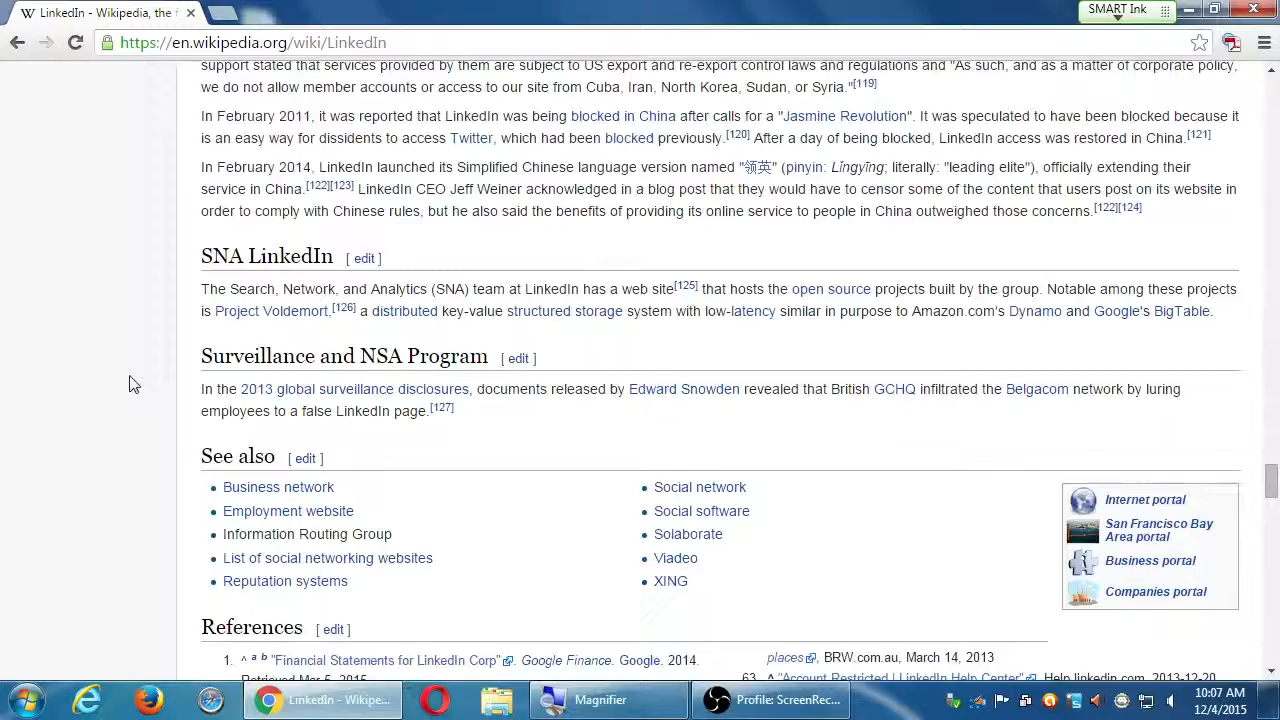 LinkedIn - Wikipedia, the f
SMART Ink
https://en.wikipedia.org/wiki/LinkedIn
support stated that services provided by them are subject to US export and re-export control laws and regulations and "As such, and as a matter of corporate policy,
we do not allow member accounts or access to our site from Cuba, Iran, North Korea, Sudan, or Syria."[119]
In February 2011, it was reported that LinkedIn was being blocked in China after calls for a "Jasmine Revolution". It was speculated to have been blocked because it
is an easy way for dissidents to access Twitter, which had been blocked previously.[120] After a day of being blocked, LinkedIn access was restored in China.[121]
In February 2014, LinkedIn launched its Simplified Chinese language version named "领英" (pinyin: Lǐngyīng; literally: "leading elite"), officially extending their
service in China.[122][123] LinkedIn CEO Jeff Weiner acknowledged in a blog post that they would have to censor some of the content that users post on its website in
order to comply with Chinese rules, but he also said the benefits of providing its online service to people in China outweighed those concerns.[122][124]
SNA LinkedIn [ edit ]
The Search, Network, and Analytics (SNA) team at LinkedIn has a web site[125] that hosts the open source projects built by the group. Notable among these projects
is Project Voldemort,[126] a distributed key-value structured storage system with low-latency similar in purpose to Amazon.com's Dynamo and Google's BigTable.
Surveillance and NSA Program [ edit ]
In the 2013 global surveillance disclosures, documents released by Edward Snowden revealed that British GCHQ infiltrated the Belgacom network by luring
employees to a false LinkedIn page.[127]
See also [ edit ]
Business network
Employment website
Information Routing Group
List of social networking websites
Reputation systems
Social network
Social software
Solaborate
Viadeo
XING
Internet portal
San Francisco Bay
Area portal
Business portal
Companies portal
References [ edit ]
1. ^ a b "Financial Statements for LinkedIn Corp". Google Finance. Google. 2014.
Retrieved Mar 5, 2015.
places, BRW.com.au, March 14, 2013
63. ^ "Account Restricted | LinkedIn Help Center". Help.linkedin.com. 2013-12-20.
LinkedIn - Wikipe...
Magnifier
Profile: ScreenRec...
10:07 AM
12/4/2015